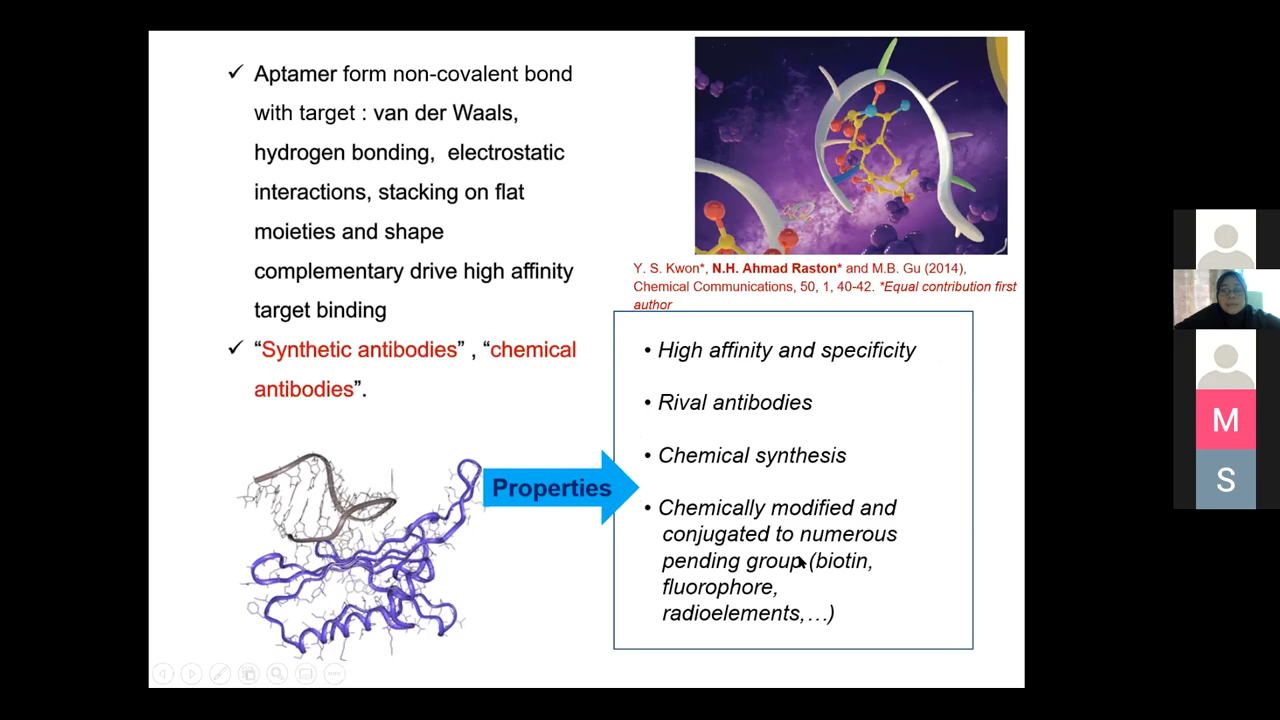 ✓ Aptamer form non-covalent bond
with target : van der Waals,
hydrogen bonding,  electrostatic
interactions, stacking on flat
moieties and shape
complementary drive high affinity
target binding
✓ “Synthetic antibodies” , “chemical
antibodies”.
Y. S. Kwon*, N.H. Ahmad Raston* and M.B. Gu (2014),
Chemical Communications, 50, 1, 40-42. *Equal contribution first
author
Properties
• High affinity and specificity
• Rival antibodies
• Chemical synthesis
• Chemically modified and
conjugated to numerous
pending group (biotin,
fluorophore,
radioelements,…)
M
S